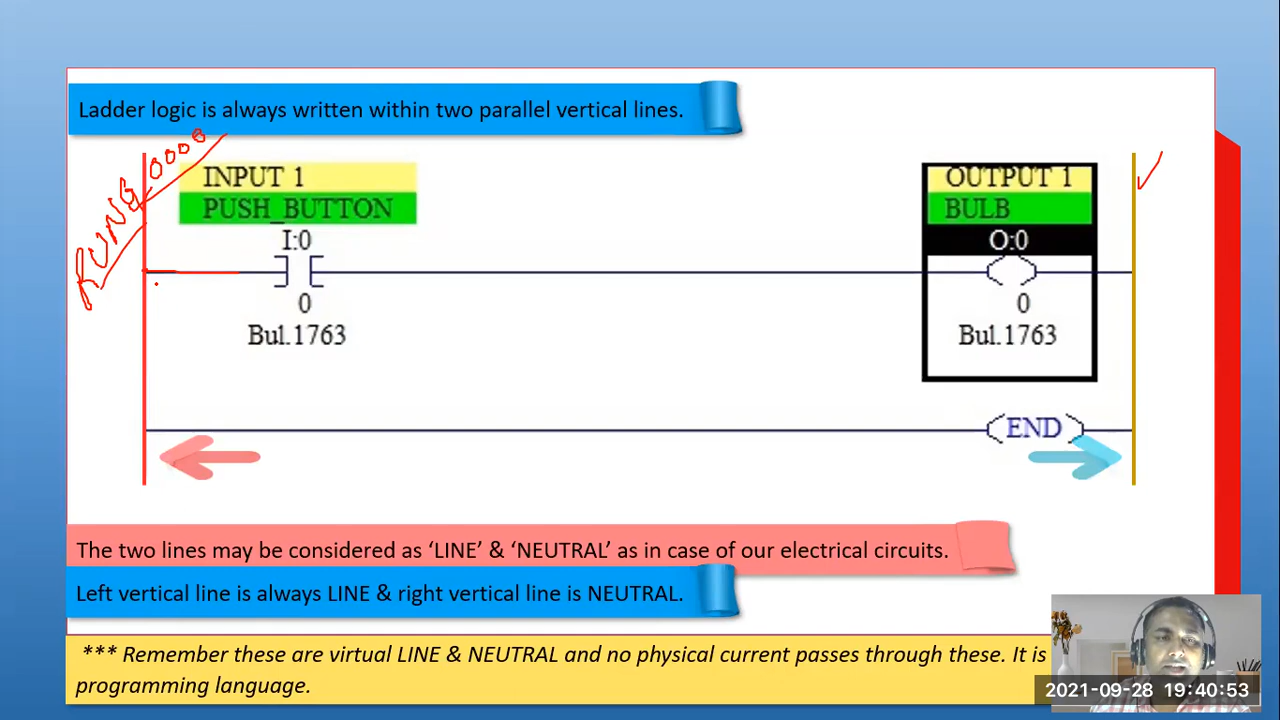 Ladder logic is always written within two parallel vertical lines.
RUNG 0000
INPUT 1
PUSH_BUTTON
I:0
0
Bul.1763
OUTPUT 1
BULB
O:0
0
Bul.1763
END
The two lines may be considered as ‘LINE’ & ‘NEUTRAL’ as in case of our electrical circuits.
Left vertical line is always LINE & right vertical line is NEUTRAL.
*** Remember these are virtual LINE & NEUTRAL and no physical current passes through these. It is
programming language.
2021-09-28 19:40:53